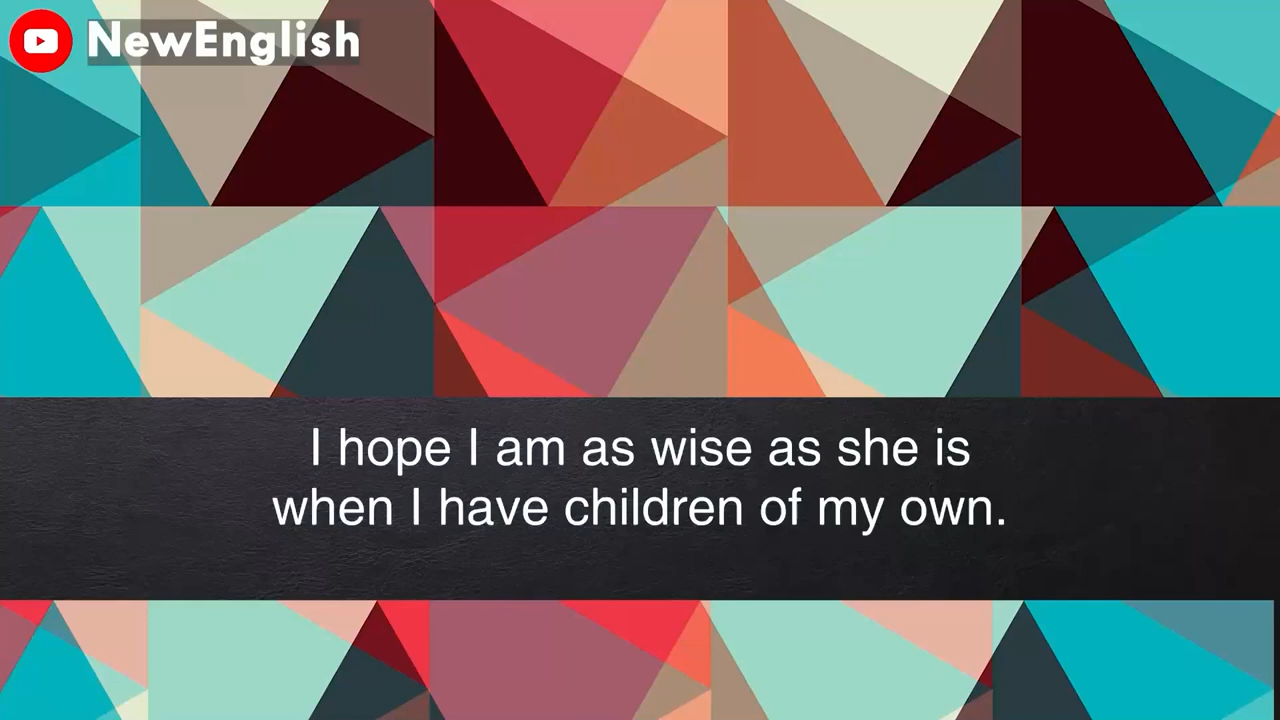 NewEnglish
I hope I am as wise as she is
when I have children of my own.